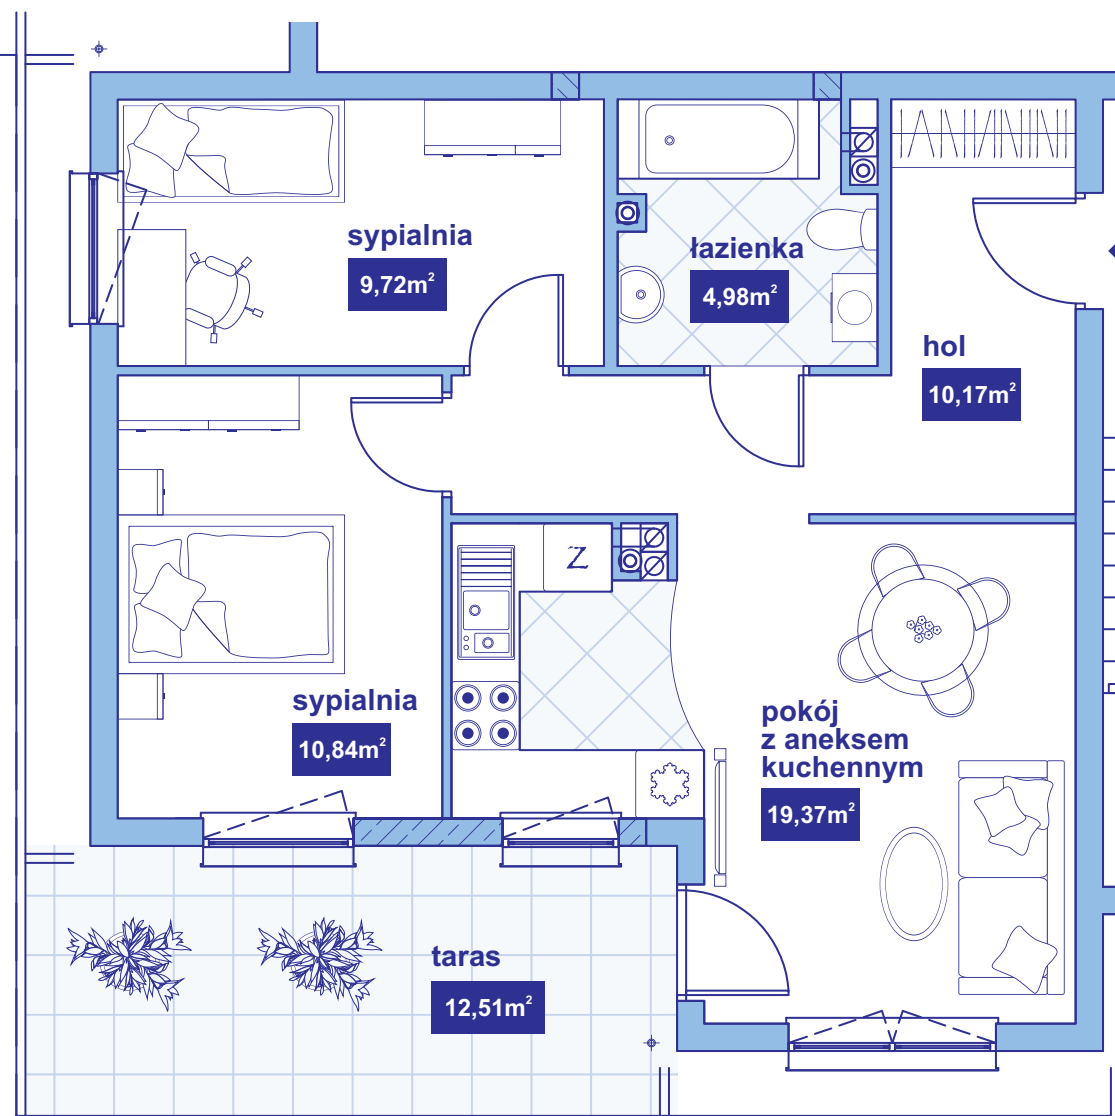 sypialnia
9,72m²
łazienka
4,98m²
hol
10,17m²
Z
sypialnia
10,84m²
pokój
z aneksem
kuchennym
19,37m²
taras
12,51m²